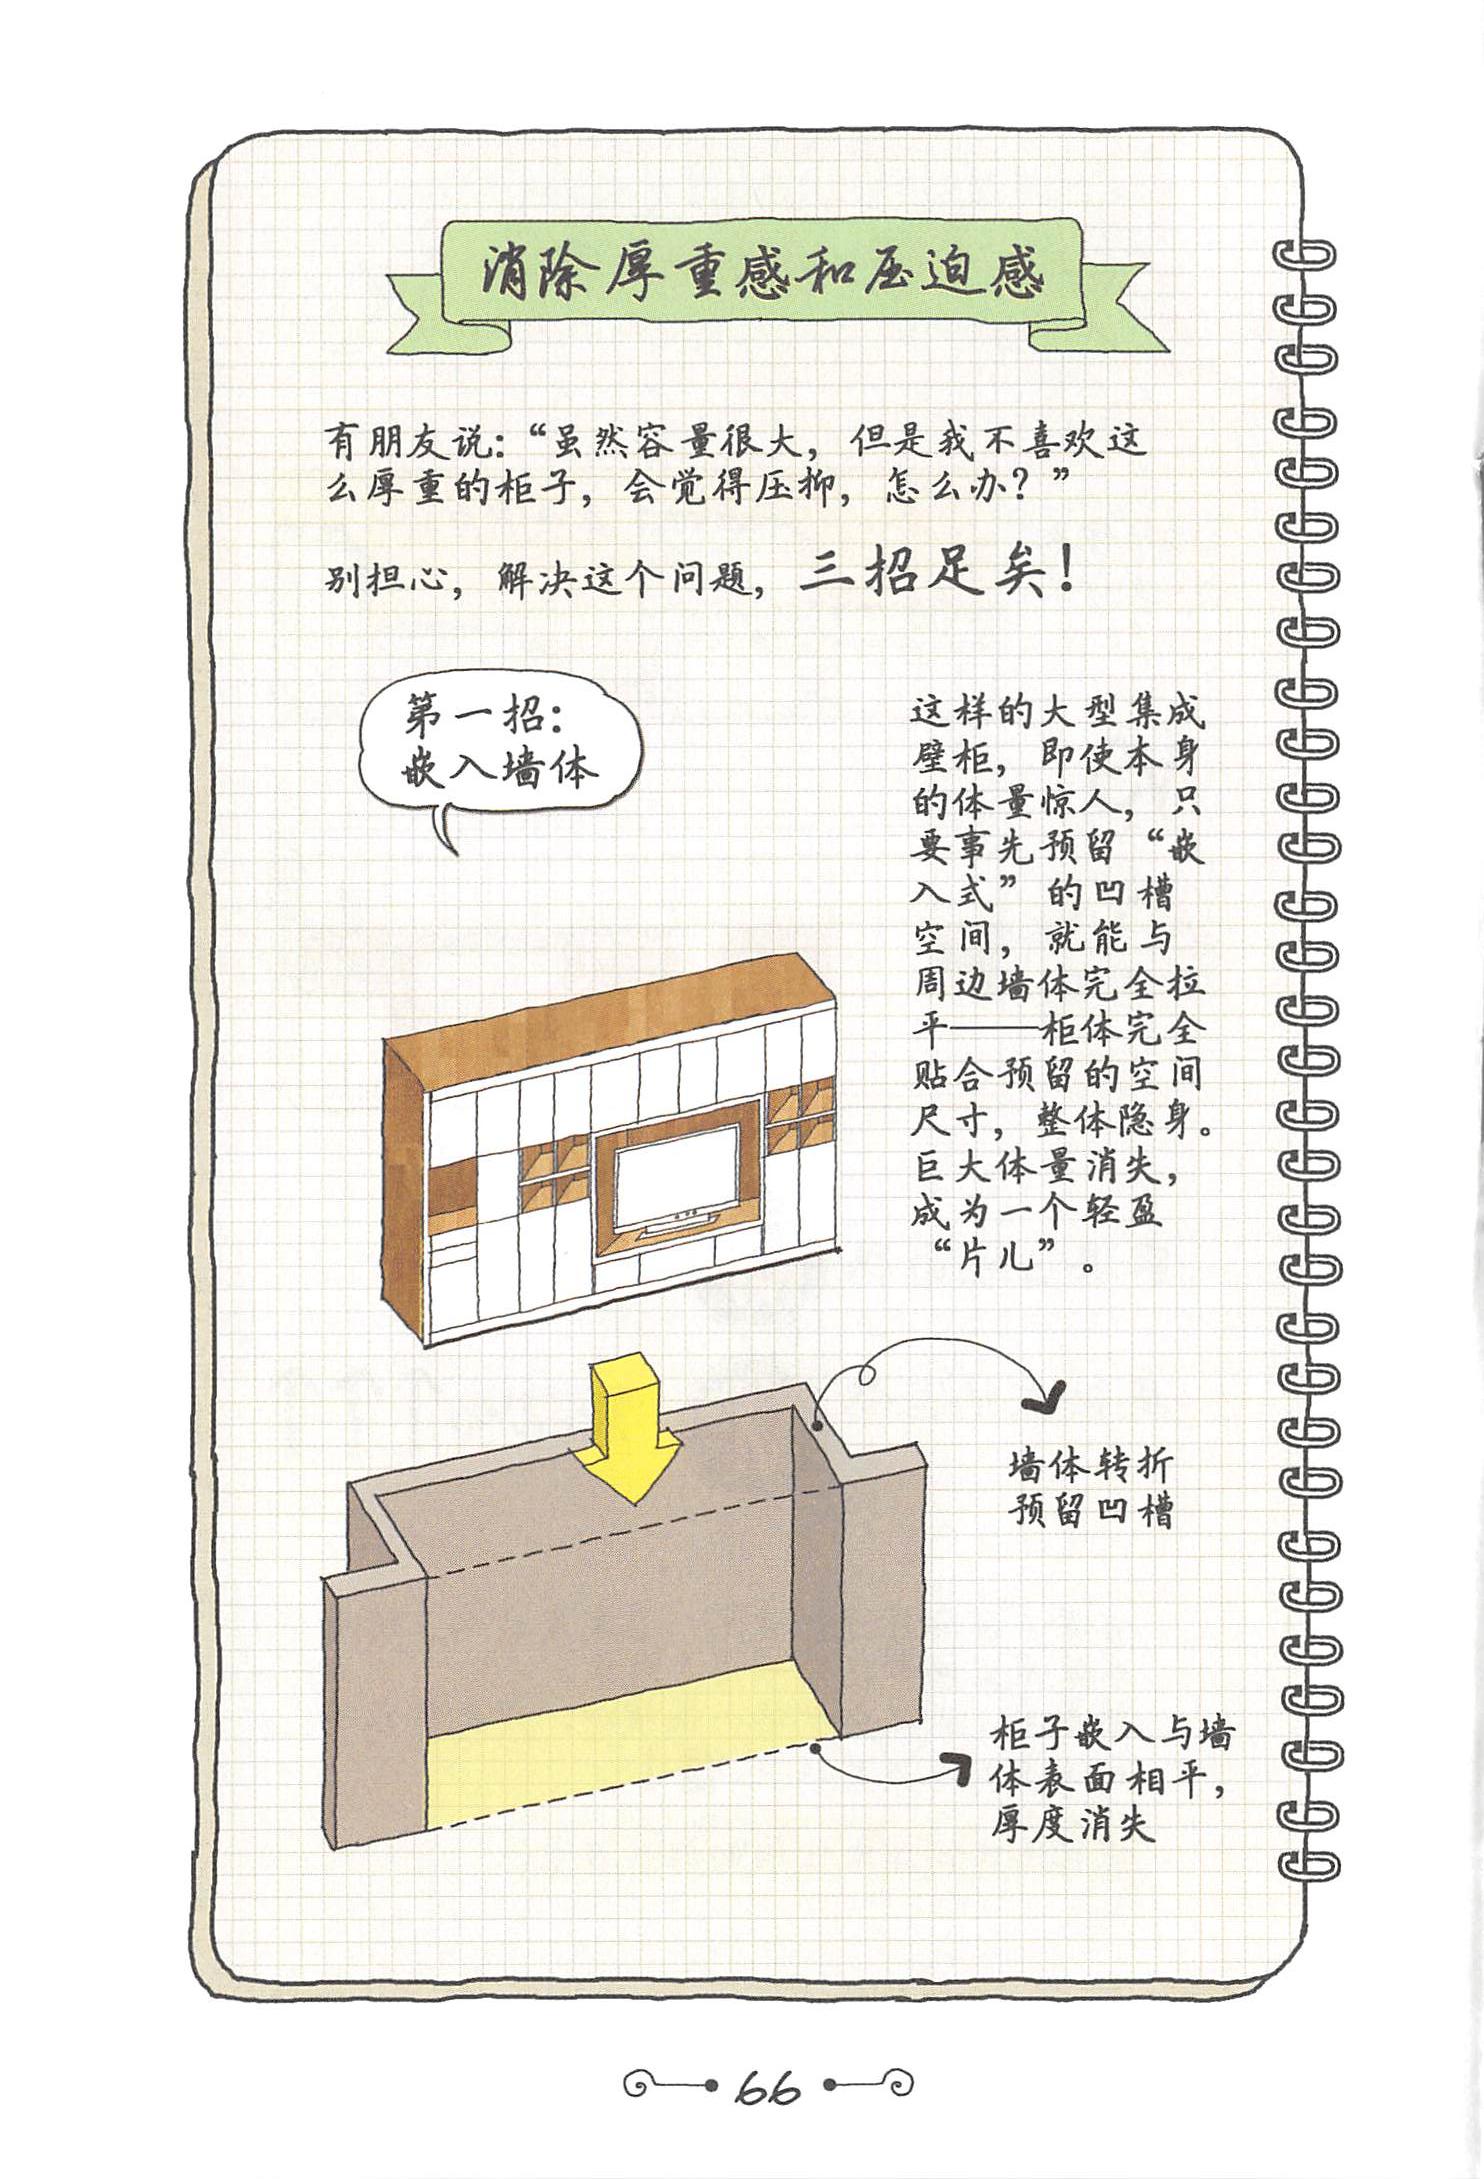 消除厚重感和压迫感
有朋友说：“虽然容量很大，但是我不喜欢这
么厚重的柜子，会觉得压抑，怎么办？”
别担心，解决这个问题，三招足矣！
第一招：
嵌入墙体
这样的大型集成
壁柜，即使本身
的体量惊人，只
要事先预留“嵌
入式”的凹槽
空间，就能与
周边墙体完全拉
平——柜体完全
贴合预留的空间
尺寸，整体隐身。
巨大体量消失，
成为一个轻盈
“片儿”。
墙体转折
预留凹槽
柜子嵌入与墙
体表面相平，
厚度消失
66